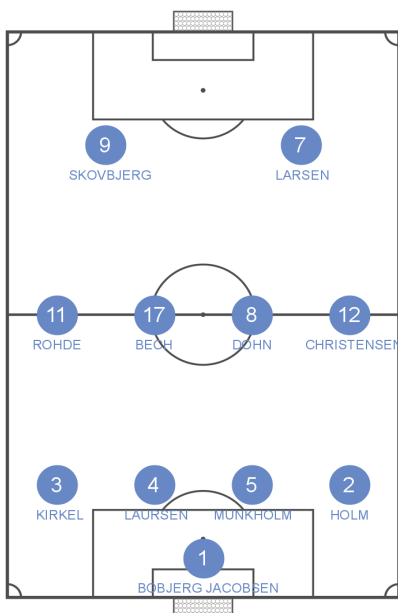 9
7
SKOVBJERG
LARSEN
11
17
8
12
ROHDE
BECH
DOHN
CHRISTENSEN
3
4
5
2
KIRKEL
LAURSEN
MUNKHOLM
HOLM
1
BOBJERG JACOBSEN